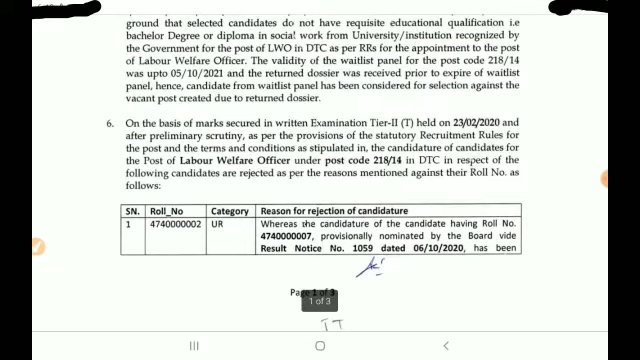 ground that selected candidates do not have requisite educational qualification i.e
bachelor Degree or diploma in social work from University/institution recognized by
the Government for the post of LWO in DTC as per RRs for the appointment to the post
of Labour Welfare Officer. The validity of the waitlist panel for the post code 218/14
was upto 05/10/2021 and the returned dossier was received prior to expire of waitlist
panel, hence, candidate from waitlist panel has been considered for selection against the
vacant post created due to returned dossier.
6. On the basis of marks secured in written Examination Tier-II (T) held on 23/02/2020 and
after preliminary scrutiny, as per the provisions of the statutory Recruitment Rules for
the post and the terms and conditions as stipulated in, the candidature of candidates for
the Post of Labour Welfare Officer under post code 218/14 in DTC in respect of the
following candidates are rejected as per the reasons mentioned against their Roll No. as
follows:
SN. Roll_No Category Reason for rejection of candidature
1 4740000002 UR Whereas the candidature of the candidate having Roll No.
4740000007, provisionally nominated by the Board vide
Result Notice No. 1059 dated 06/10/2020, has been
Page 1 of 3
1 of 3